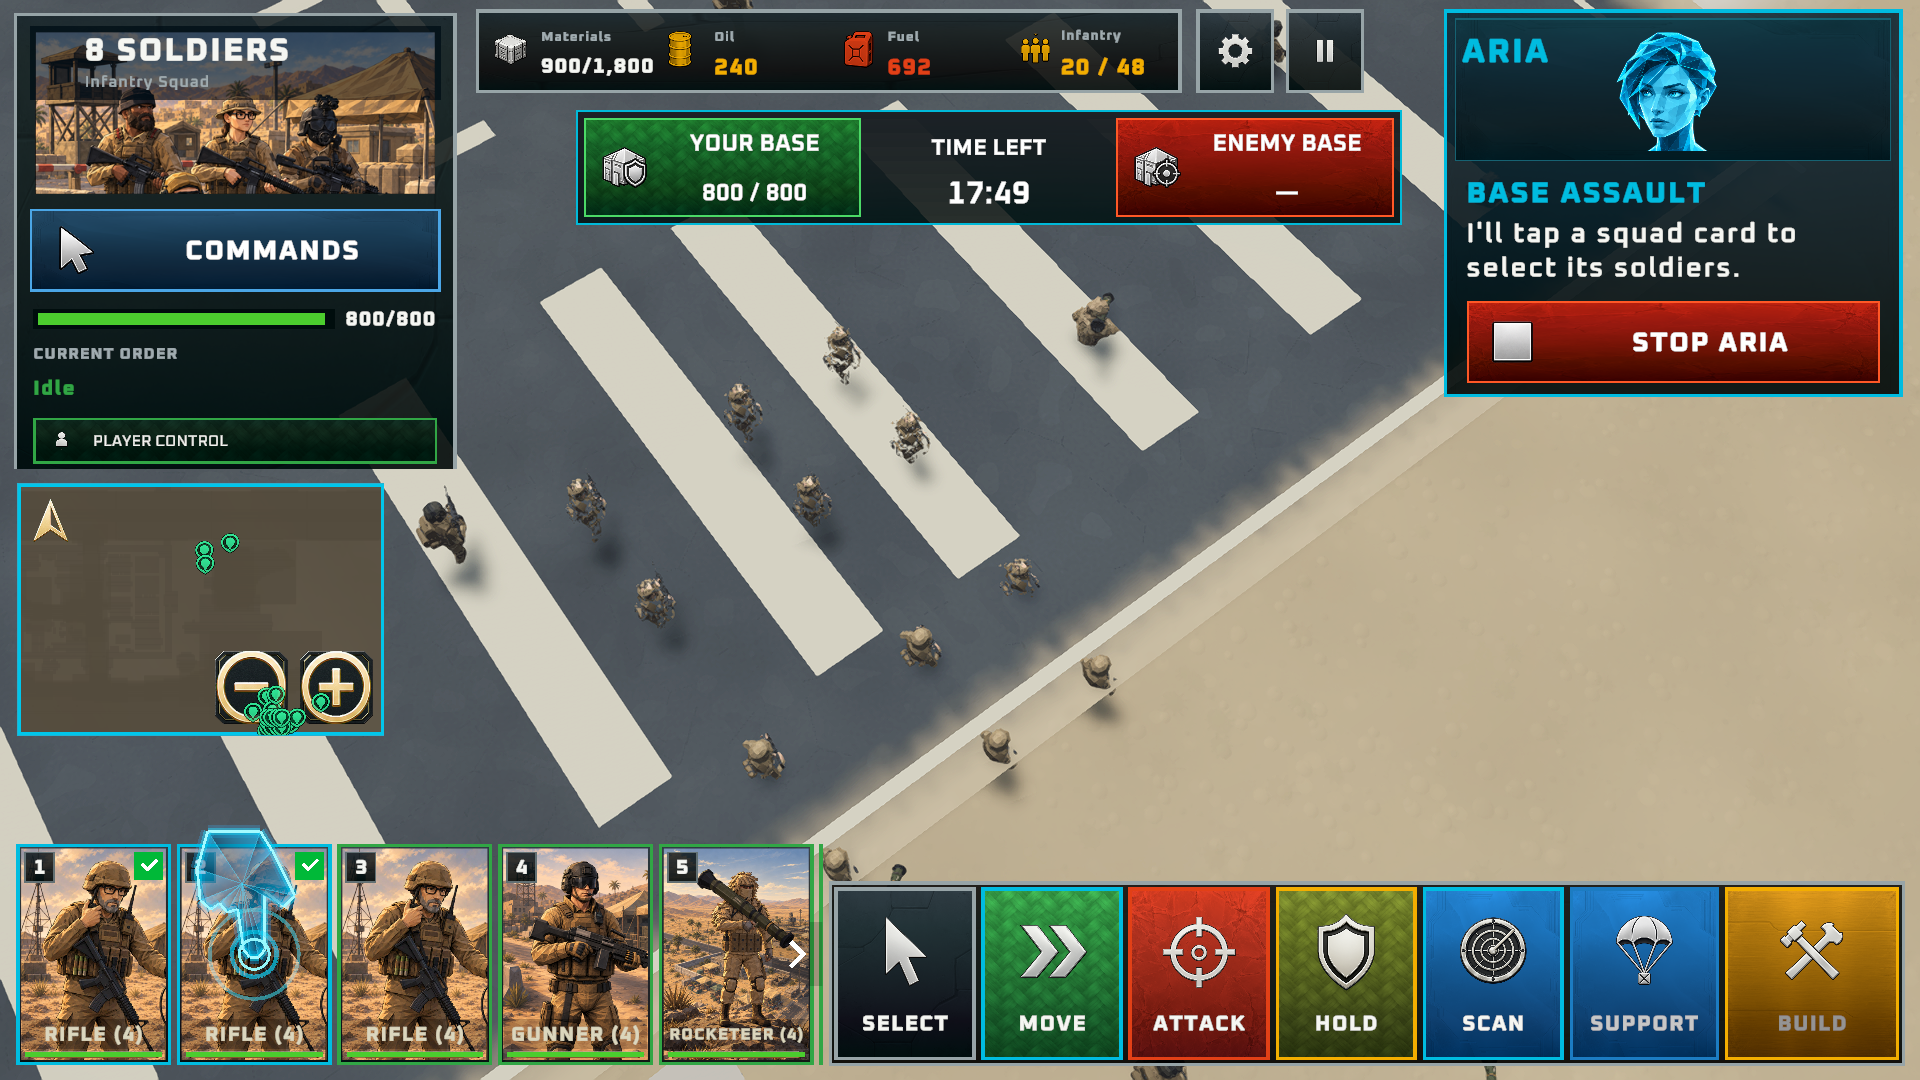 8 SOLDIERS
Infantry Squad
COMMANDS
800/800
CURRENT ORDER
Idle
PLAYER CONTROL
Materials
900/1,800
Oil
240
Fuel
692
Infantry
20 / 48
YOUR BASE
800 / 800
TIME LEFT
17:49
ENEMY BASE
—
ARIA
BASE ASSAULT
I'll tap a squad card to
select its soldiers.
STOP ARIA
1
RIFLE (4)
2
RIFLE (4)
3
RIFLE (4)
4
GUNNER (4)
5
ROCKETEER (4)
SELECT
MOVE
ATTACK
HOLD
SCAN
SUPPORT
BUILD